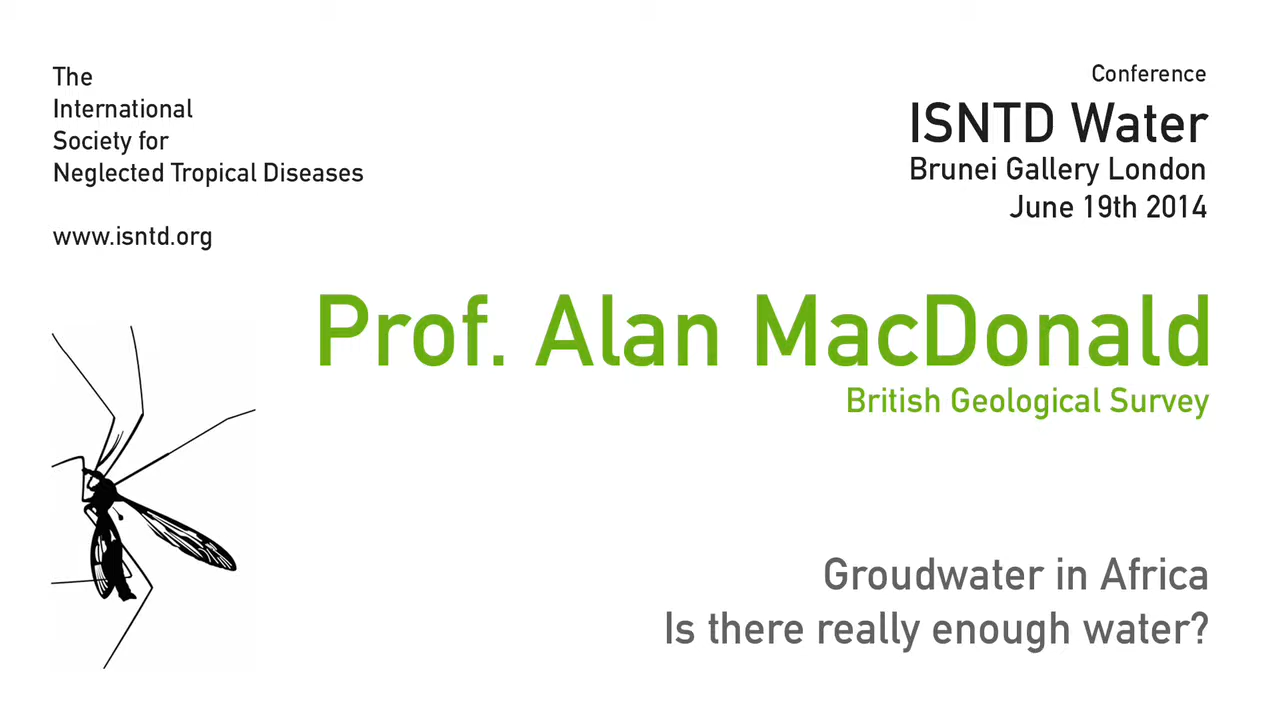 The
International
Society for
Neglected Tropical Diseases
www.isntd.org
Conference
ISNTD Water
Brunei Gallery London
June 19th 2014
Prof. Alan MacDonald
British Geological Survey
Groudwater in Africa
Is there really enough water?